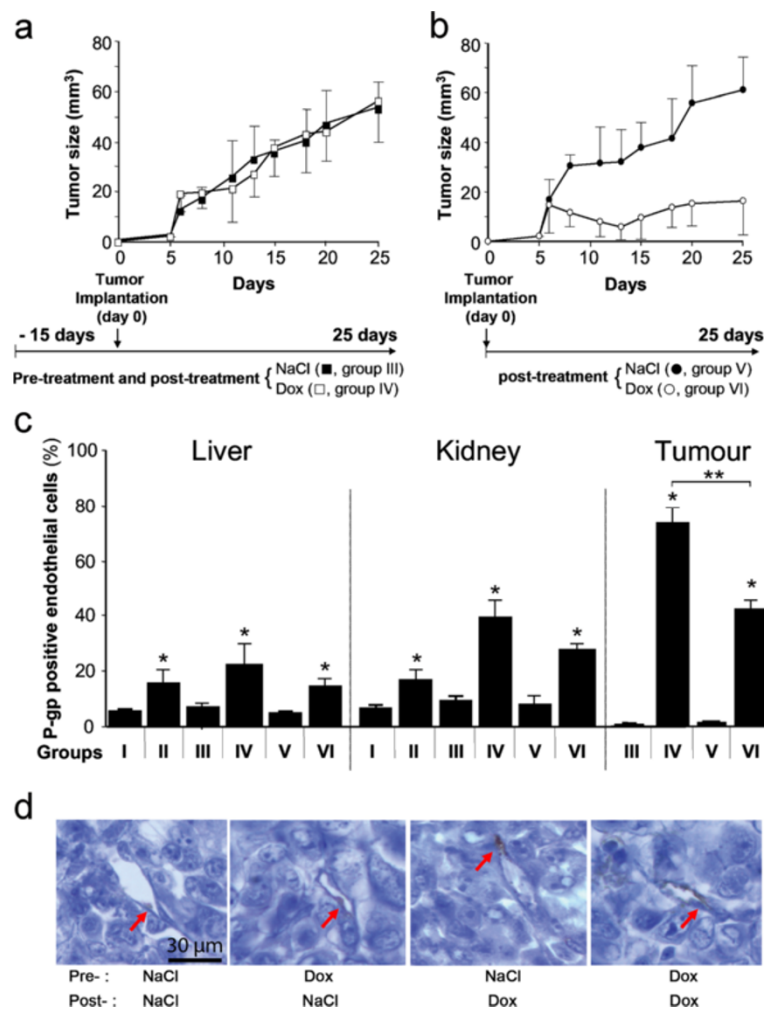 a
80
60
40
20
0
Tumor size (mm³)
0 5 10 15 20 25
Days
Tumor
Implantation
(day 0)
- 15 days
25 days
Pre-treatment and post-treatment { NaCl (■, group III)
Dox (□, group IV)
b
80
60
40
20
0
Tumor size (mm³)
0 5 10 15 20 25
Days
Tumor
Implantation
(day 0)
25 days
post-treatment { NaCl (●, group V)
Dox (○, group VI)
c
P-gp positive endothelial cells (%)
100
80
60
40
20
0
Liver Kidney Tumour
* * * * * * * ** *
Groups I II III IV V VI I II III IV V VI III IV V VI
d
30 µm
Pre- : NaCl Dox NaCl Dox
Post- : NaCl NaCl Dox Dox